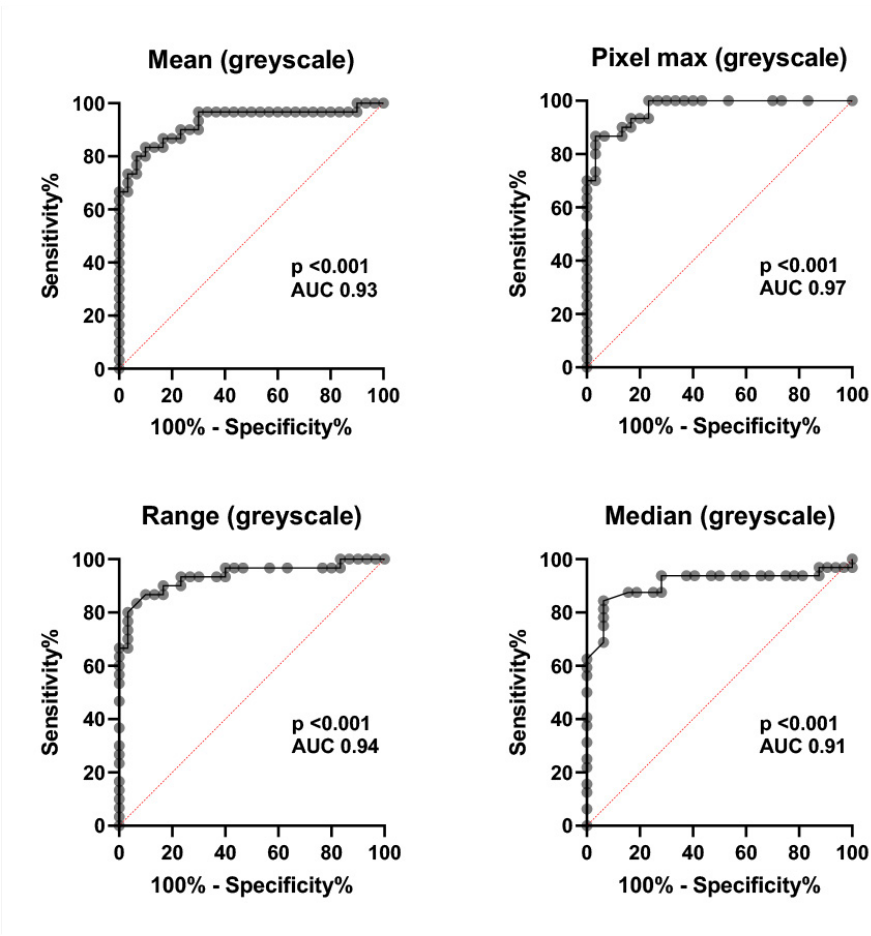 Mean (greyscale)
100
80
60
40
20
0
Sensitivity%
p <0.001
AUC 0.93
0 20 40 60 80 100
100% - Specificity%
Pixel max (greyscale)
100
80
60
40
20
0
Sensitivity%
p <0.001
AUC 0.97
0 20 40 60 80 100
100% - Specificity%
Range (greyscale)
100
80
60
40
20
0
Sensitivity%
p <0.001
AUC 0.94
0 20 40 60 80 100
100% - Specificity%
Median (greyscale)
100
80
60
40
20
0
Sensitivity%
p <0.001
AUC 0.91
0 20 40 60 80 100
100% - Specificity%